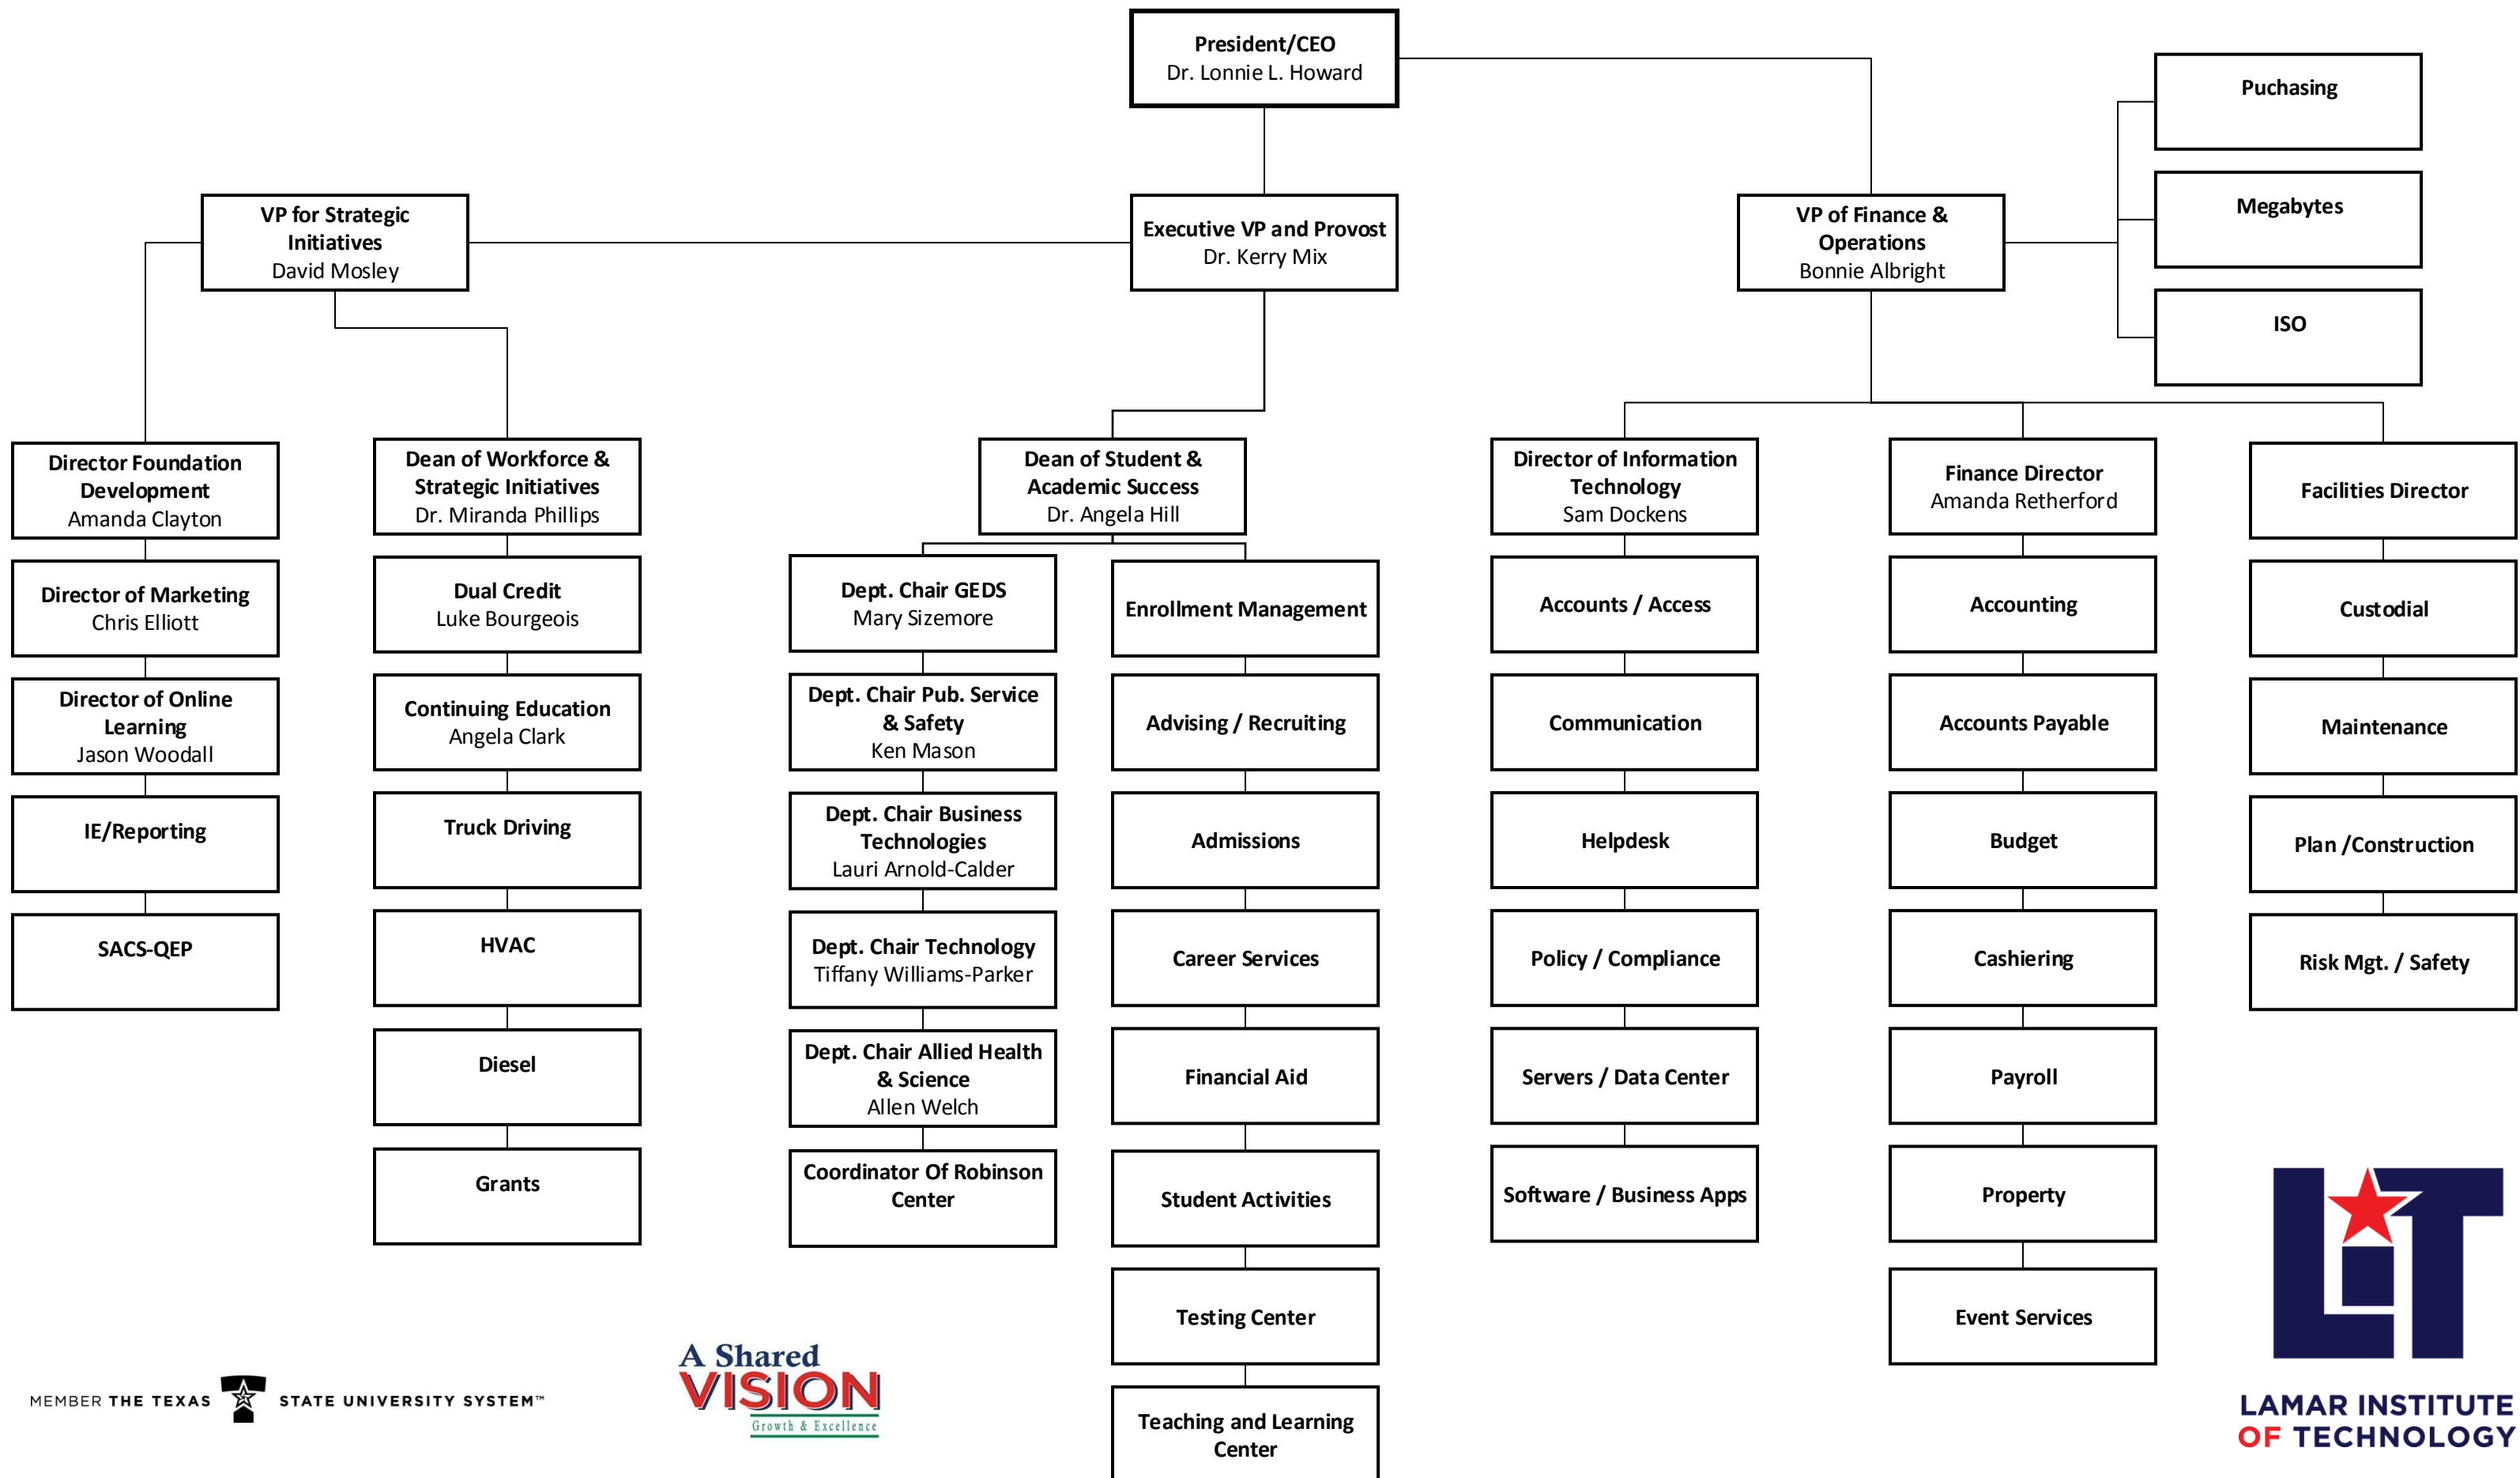 President/CEO
Dr. Lonnie L. Howard
Puchasing
Megabytes
ISO
VP for Strategic
Initiatives
David Mosley
Executive VP and Provost
Dr. Kerry Mix
VP of Finance &
Operations
Bonnie Albright
Director Foundation
Development
Amanda Clayton
Director of Marketing
Chris Elliott
Director of Online
Learning
Jason Woodall
IE/Reporting
SACS-QEP
Dean of Workforce &
Strategic Initiatives
Dr. Miranda Phillips
Dual Credit
Luke Bourgeois
Continuing Education
Angela Clark
Truck Driving
HVAC
Diesel
Grants
Dean of Student &
Academic Success
Dr. Angela Hill
Dept. Chair GEDS
Mary Sizemore
Dept. Chair Pub. Service
& Safety
Ken Mason
Dept. Chair Business
Technologies
Lauri Arnold-Calder
Dept. Chair Technology
Tiffany Williams-Parker
Dept. Chair Allied Health
& Science
Allen Welch
Coordinator Of Robinson
Center
Enrollment Management
Advising / Recruiting
Admissions
Career Services
Financial Aid
Student Activities
Testing Center
Teaching and Learning
Center
Director of Information
Technology
Sam Dockens
Accounts / Access
Communication
Helpdesk
Policy / Compliance
Servers / Data Center
Software / Business Apps
Finance Director
Amanda Retherford
Accounting
Accounts Payable
Budget
Cashiering
Payroll
Property
Event Services
Facilities Director
Custodial
Maintenance
Plan /Construction
Risk Mgt. / Safety
MEMBER THE TEXAS STATE UNIVERSITY SYSTEM™
A Shared
VISION
Growth & Excellence
LIT
LAMAR INSTITUTE
OF TECHNOLOGY